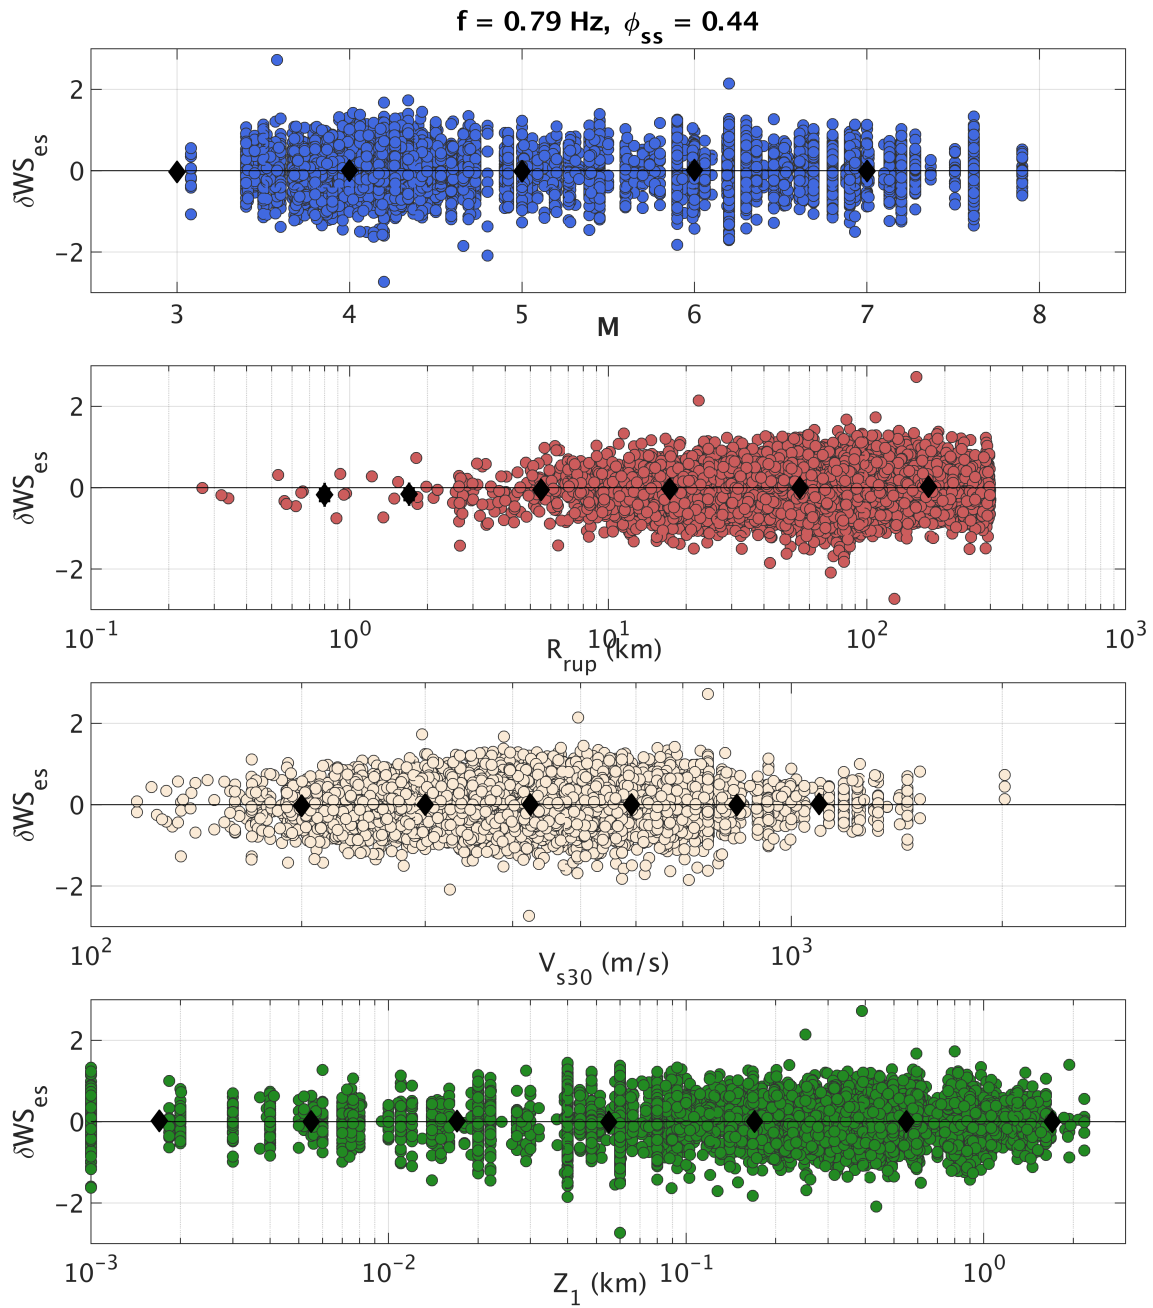 f = 0.79 Hz, ϕss = 0.44
2
0
−2
δWSes
3 4 5 6 7 8
M
2
0
−2
δWSes
10−1 100 101 102 103
Rrup (km)
2
0
−2
δWSes
102 103
Vs30 (m/s)
2
0
−2
δWSes
10−3 10−2 10−1 100
Z1 (km)